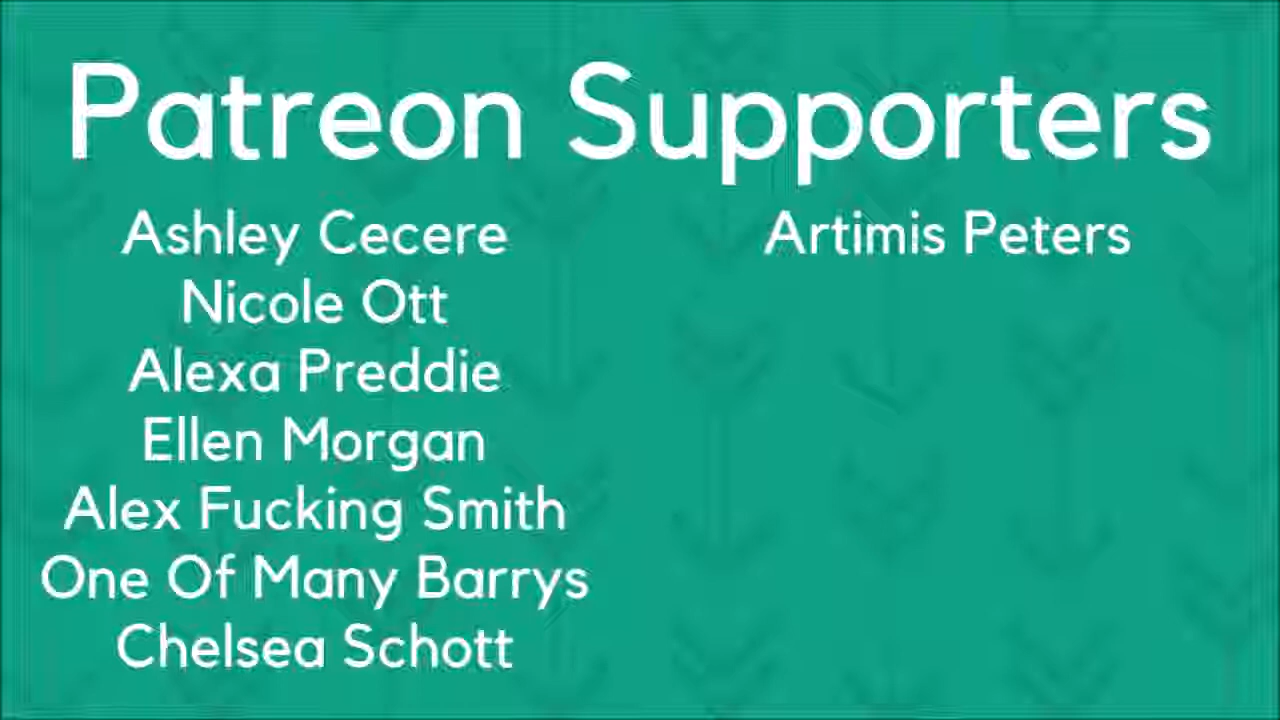 Patreon Supporters
Ashley Cecere
Nicole Ott
Alexa Preddie
Ellen Morgan
Alex Fucking Smith
One Of Many Barrys
Chelsea Schott
Artimis Peters